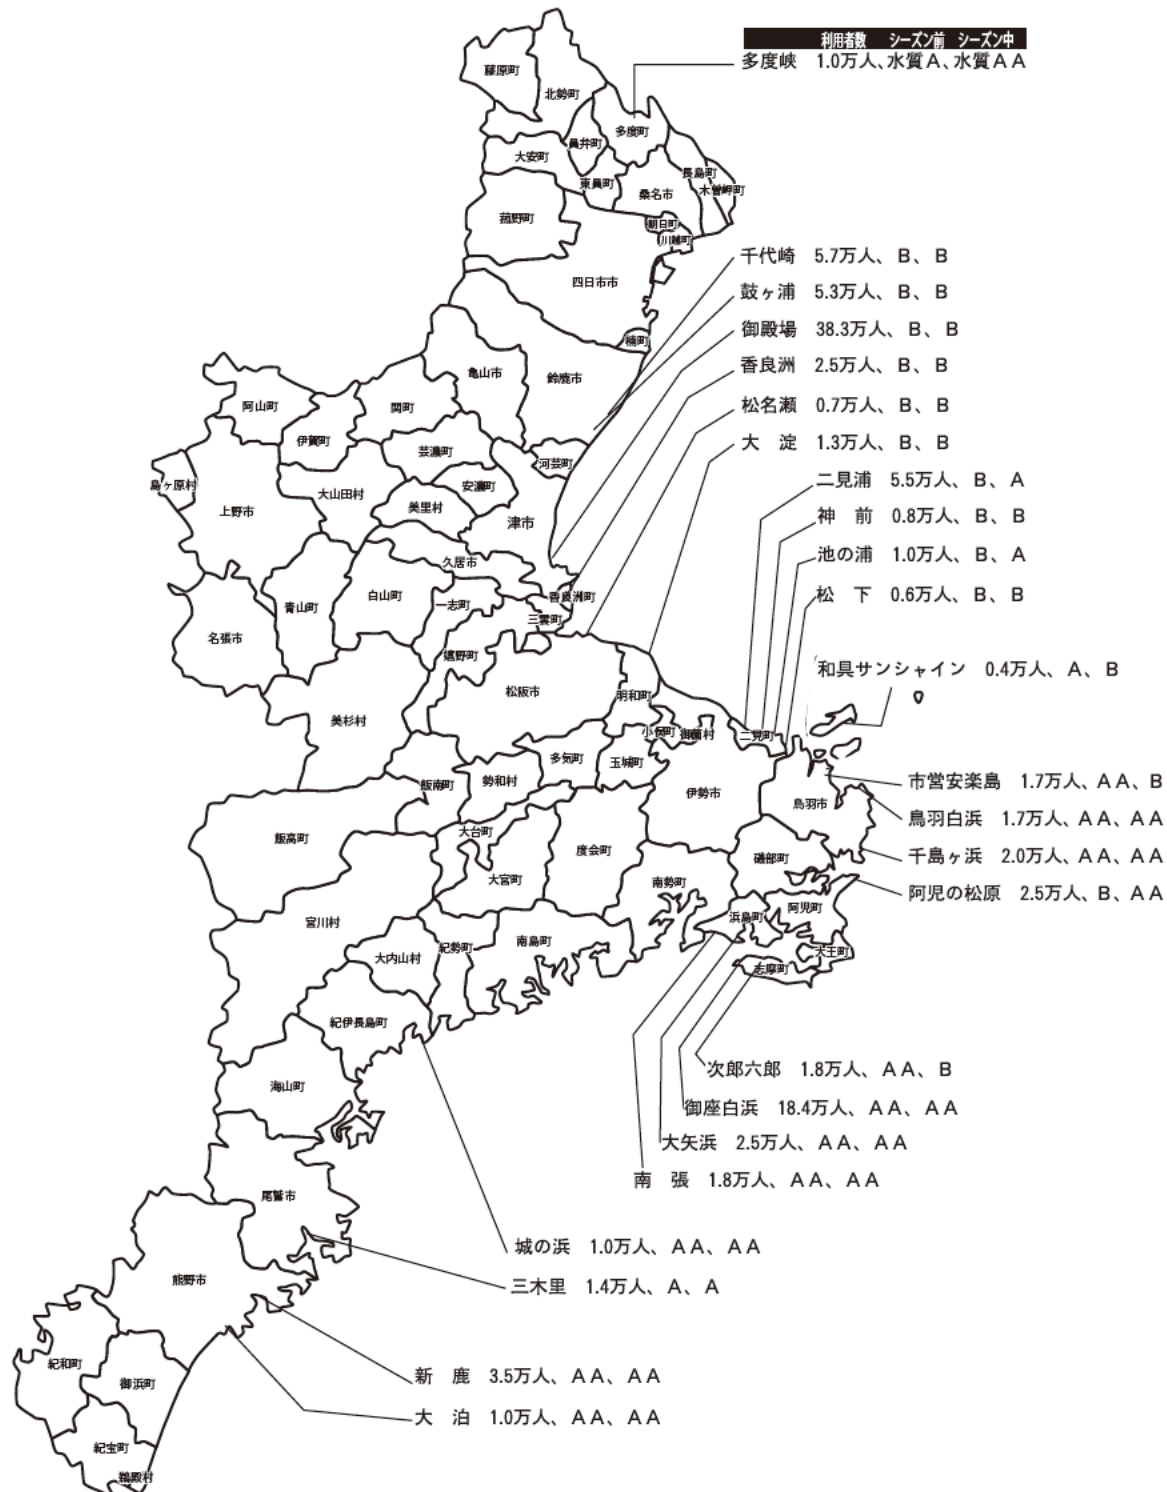 利用者数 シーズン前 シーズン中
多度峡 1.0万人、水質A、水質AA
藤原町
北勢町
多度町
員井町
大安町
東員町
桑名市
長島町
木曽岬町
菰野町
朝日町
川越町
四日市市
楠町
千代崎 5.7万人、B、B
鼓ヶ浦 5.3万人、B、B
御殿場 38.3万人、B、B
香良洲 2.5万人、B、B
松名瀬 0.7万人、B、B
大 淀 1.3万人、B、B
二見浦 5.5万人、B、A
神 前 0.8万人、B、B
池の浦 1.0万人、B、A
松 下 0.6万人、B、B
和具サンシャイン 0.4万人、A、B
市営安楽島 1.7万人、AA、B
鳥羽白浜 1.7万人、AA、AA
千鳥ヶ浜 2.0万人、AA、AA
阿児の松原 2.5万人、B、AA
亀山市
鈴鹿市
阿山町
関町
伊賀町
芸濃町
河芸町
島ヶ原村
上野市
大山田村
安濃町
美里村
津市
久居市
白山町
青山町
一志町
香良洲町
三雲町
名張市
嬉野町
松阪市
明和町
美杉村
小俣町
御薗村
二見町
多気町
玉城町
飯南町
勢和村
伊勢市
鳥羽市
飯高町
大台町
度会町
磯部町
大宮町
南勢町
宮川村
浜島町
阿児町
大内山村
紀勢町
南島町
大王町
志摩町
紀伊長島町
海山町
次郎六郎 1.8万人、AA、B
御座白浜 18.4万人、AA、AA
大矢浜 2.5万人、AA、AA
南 張 1.8万人、AA、AA
尾鷲市
城の浜 1.0万人、AA、AA
三木里 1.4万人、A、A
熊野市
新 鹿 3.5万人、AA、AA
大 泊 1.0万人、AA、AA
紀和町
御浜町
紀宝町
鵜殿村